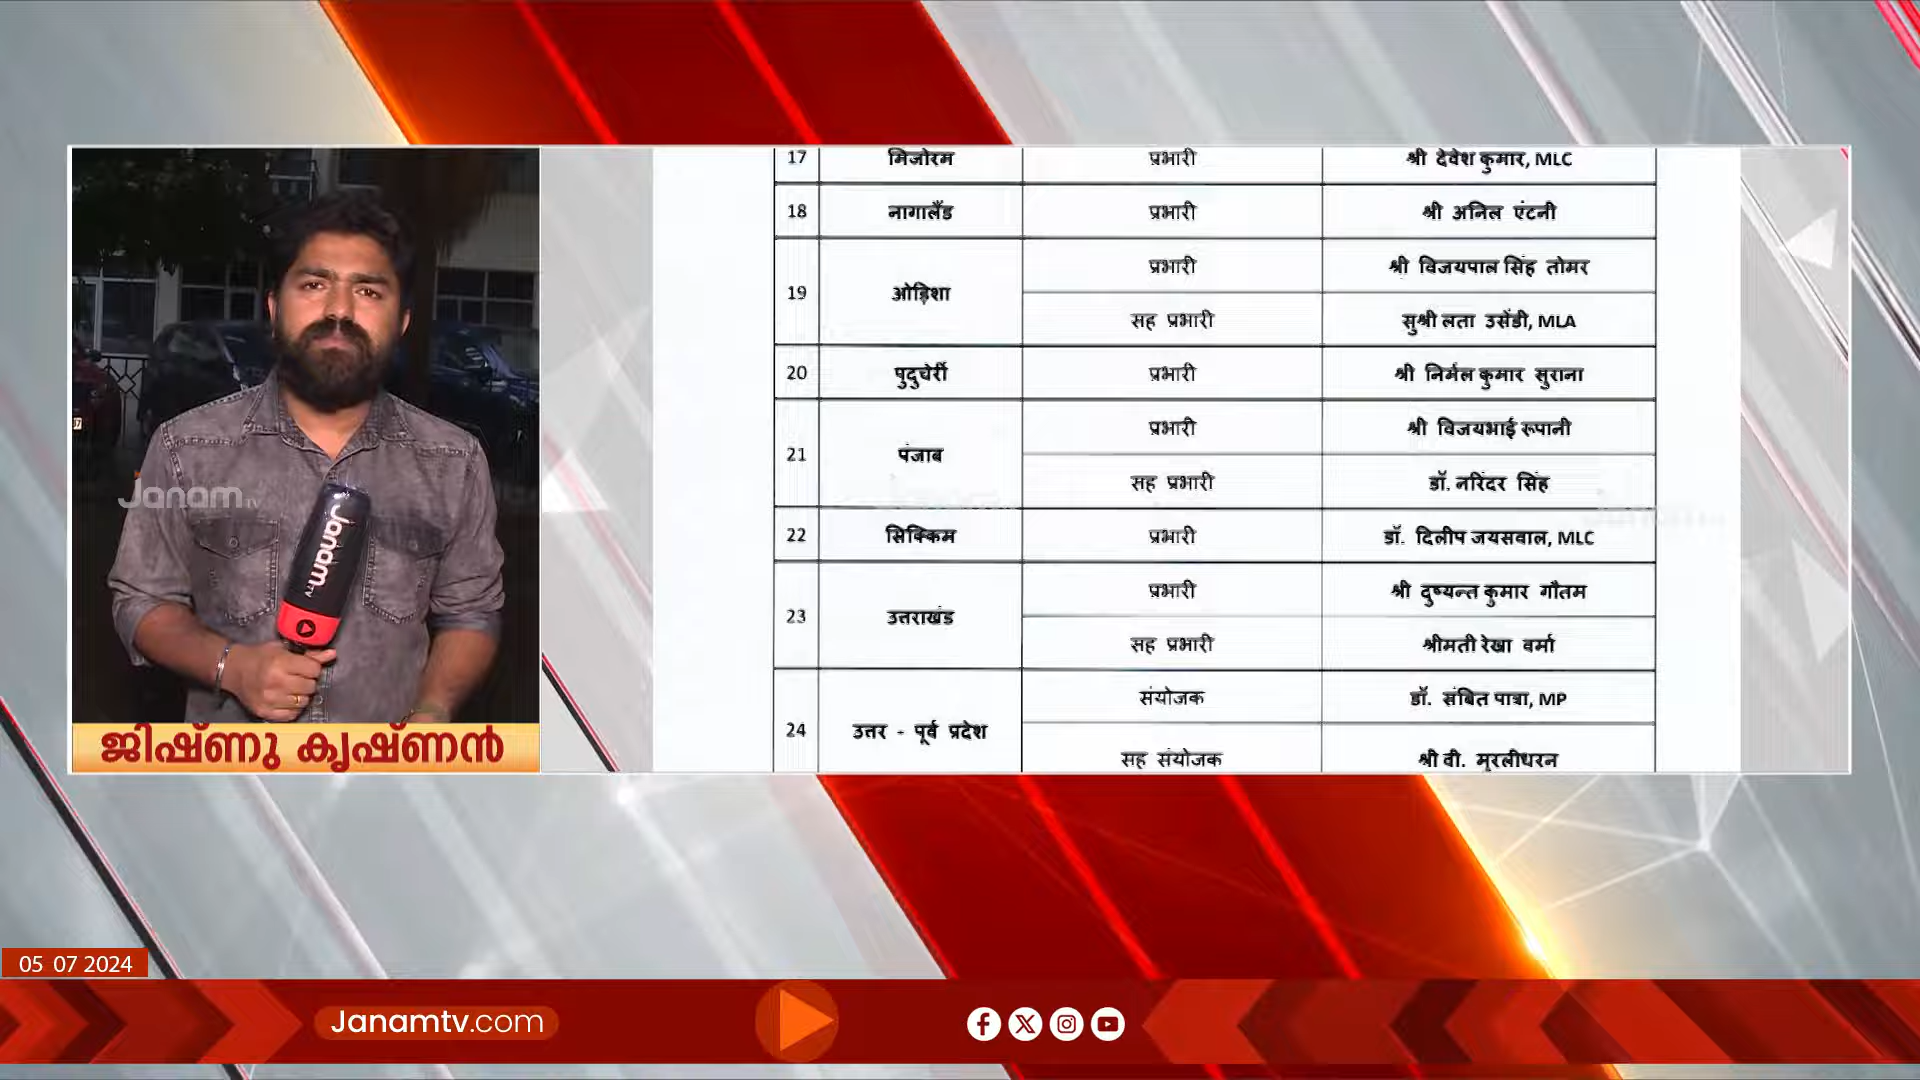 17 मिजोरम प्रभारी श्री देवेश कुमार, MLC
18 नागालैंड प्रभारी श्री अनिल एंटनी
19 ओड़िशा प्रभारी श्री विजयपाल सिंह तोमर
सह प्रभारी सुश्री लता उसेंडी, MLA
20 पुदुचेर्री प्रभारी श्री निर्मल कुमार सुराना
21 पंजाब प्रभारी श्री विजयभाई रूपानी
सह प्रभारी डॉ. नरिंदर सिंह
22 सिक्किम प्रभारी डॉ. दिलीप जयसवाल, MLC
23 उत्तराखंड प्रभारी श्री दुष्यन्त कुमार गौतम
सह प्रभारी श्रीमती रेखा वर्मा
24 उत्तर - पूर्व प्रदेश संयोजक डॉ. संबित पात्रा, MP
सह संयोजक श्री वी. मुरलीधरन
Janam TV
Janam TV
ജിഷ്ണു കൃഷ്ണൻ
05 07 2024
Janamtv.com